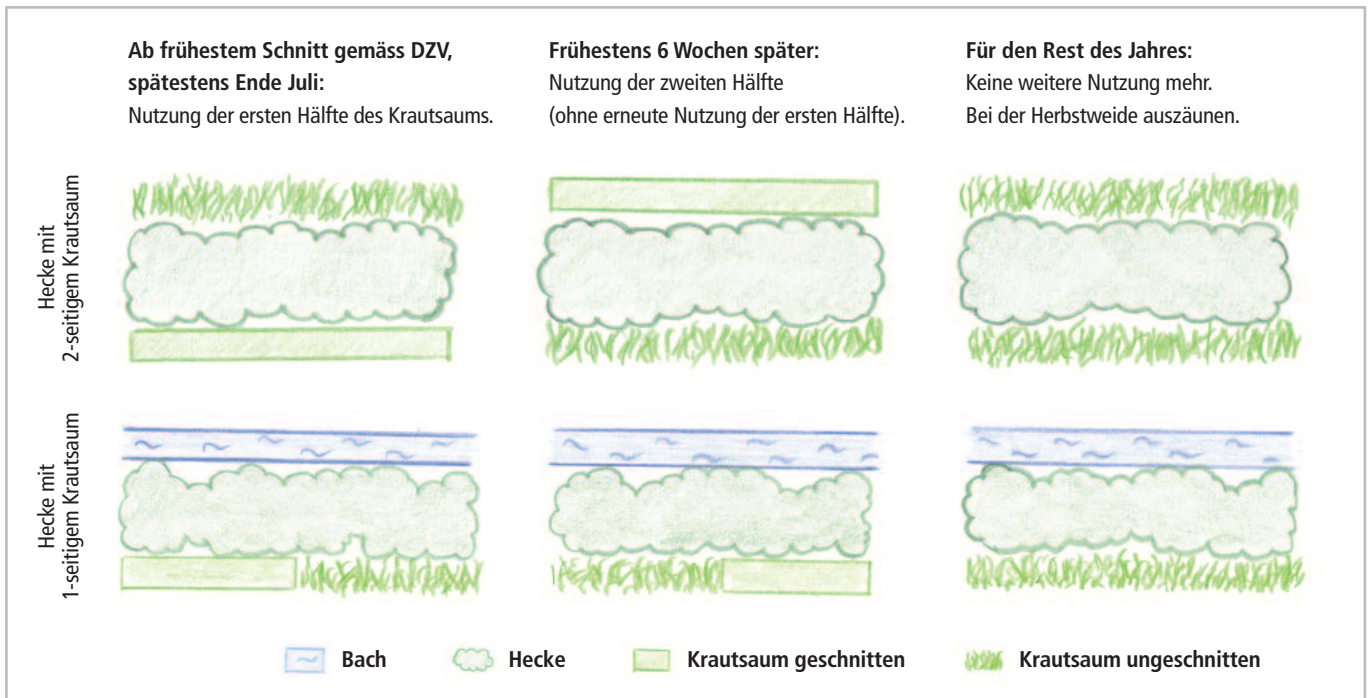 Ab frühestem Schnitt gemäss DZV,
spätestens Ende Juli:
Nutzung der ersten Hälfte des Krautsaums.
Frühestens 6 Wochen später:
Nutzung der zweiten Hälfte
(ohne erneute Nutzung der ersten Hälfte).
Für den Rest des Jahres:
Keine weitere Nutzung mehr.
Bei der Herbstweide auszäunen.
Hecke mit
2-seitigem Krautsaum
Hecke mit
1-seitigem Krautsaum
Bach
Hecke
Krautsaum geschnitten
Krautsaum ungeschnitten